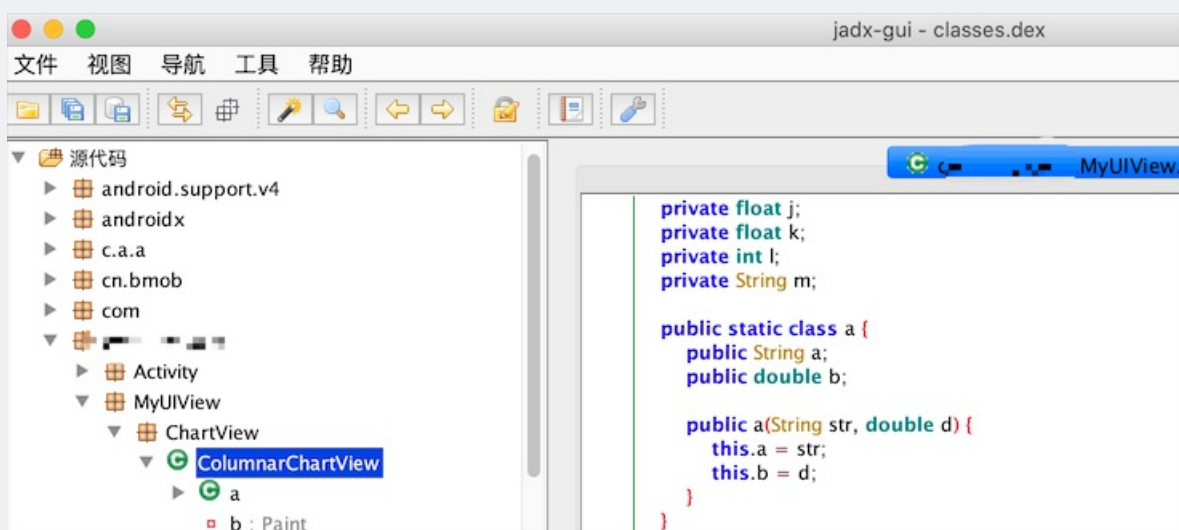 jadx-gui - classes.dex
文件 视图 导航 工具 帮助
源代码
android.support.v4
androidx
c.a.a
cn.bmob
com
Activity
MyUIView
ChartView
ColumnarChartView
a
b : Paint
MyUIView.
private float j;
private float k;
private int l;
private String m;
public static class a {
public String a;
public double b;
public a(String str, double d) {
this.a = str;
this.b = d;
}
}